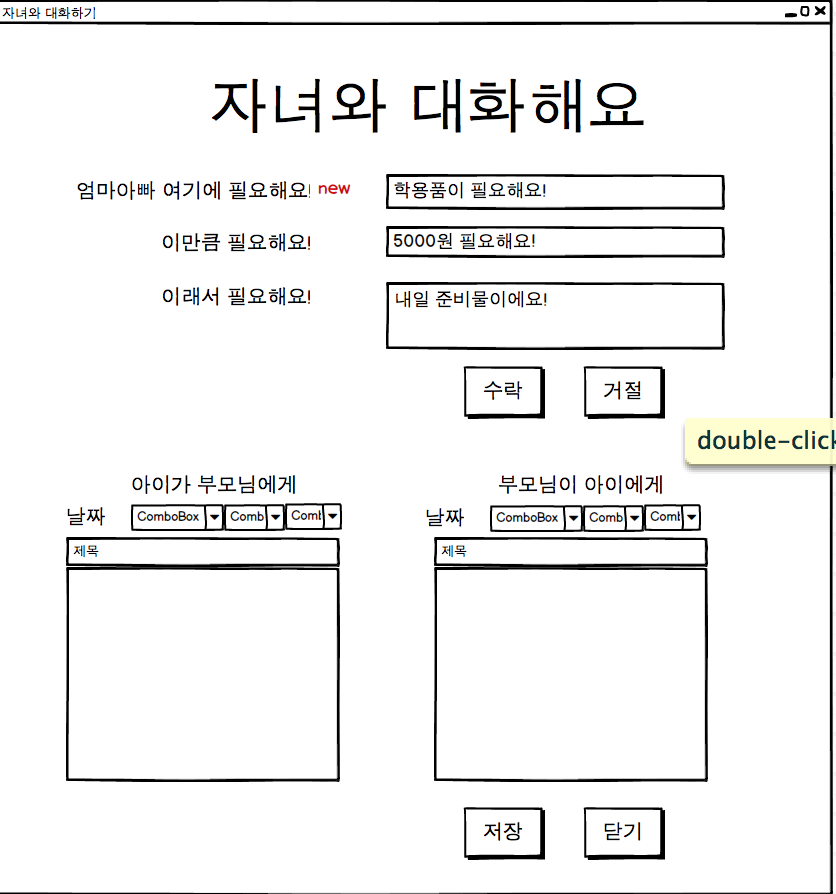 자녀와 대화하기
자녀와 대화해요
엄마아빠 여기에 필요해요! new
학용품이 필요해요!
이만큼 필요해요!
5000원 필요해요!
이래서 필요해요!
내일 준비물이에요!
수락 거절
double-click
아이가 부모님에게
날짜 ComboBox Comb Comb
제목
부모님이 아이에게
날짜 ComboBox Comb Comb
제목
저장 닫기